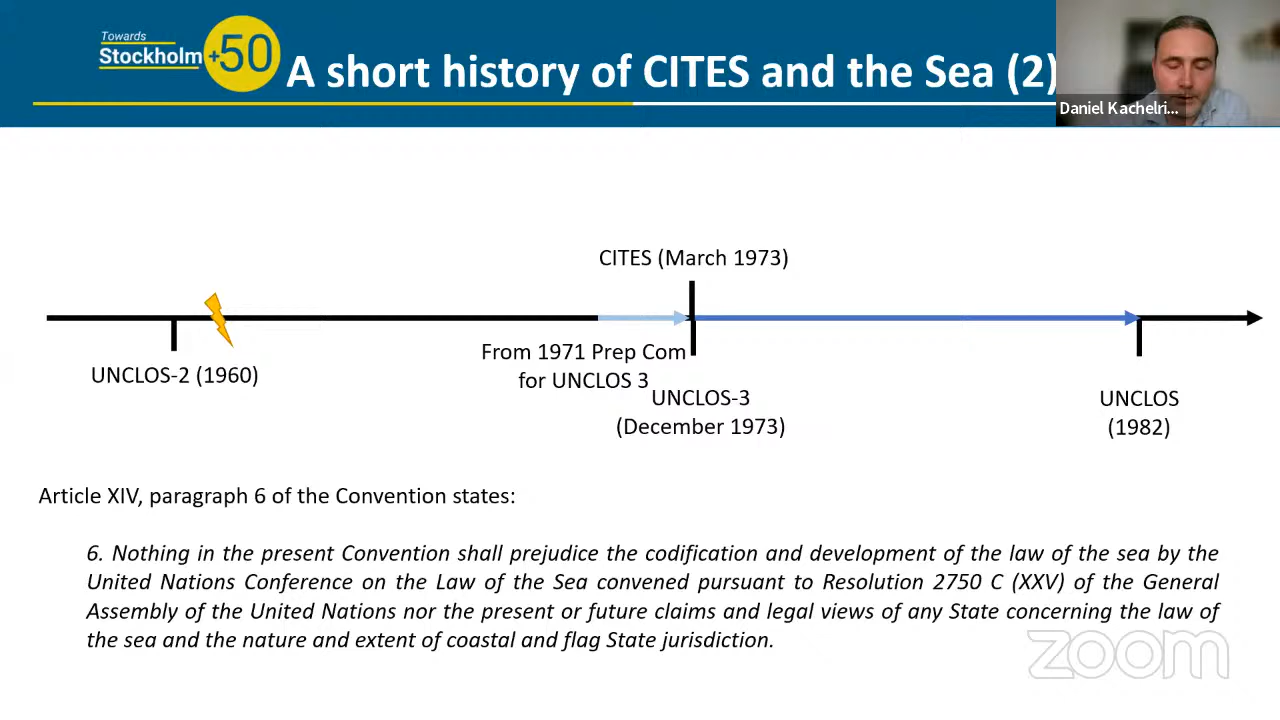 Towards
Stockholm+50
A short history of CITES and the Sea (2)
Daniel Kachelri...
CITES (March 1973)
From 1971 Prep Com
for UNCLOS 3
UNCLOS-2 (1960)
UNCLOS-3
(December 1973)
UNCLOS
(1982)
Article XIV, paragraph 6 of the Convention states:
6. Nothing in the present Convention shall prejudice the codification and development of the law of the sea by the
United Nations Conference on the Law of the Sea convened pursuant to Resolution 2750 C (XXV) of the General
Assembly of the United Nations nor the present or future claims and legal views of any State concerning the law of
the sea and the nature and extent of coastal and flag State jurisdiction.
zoom